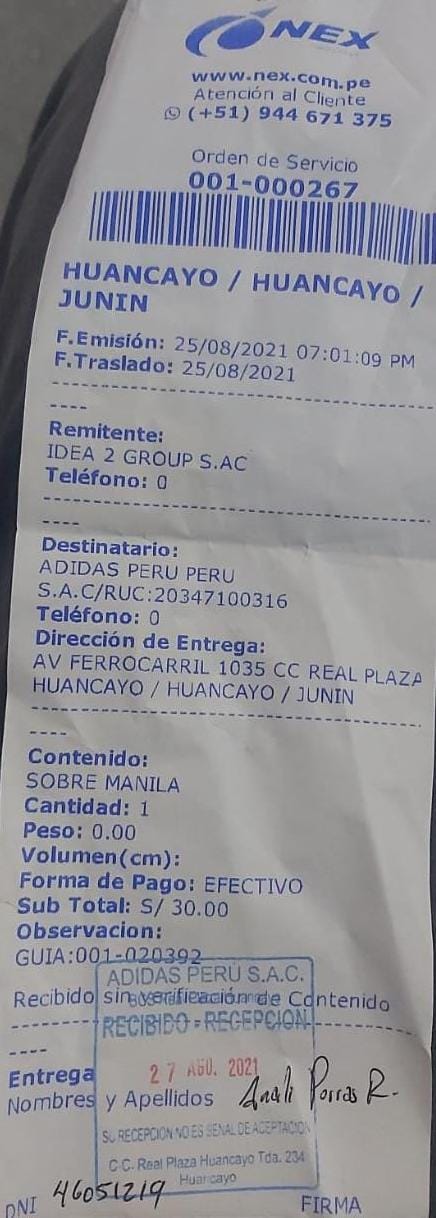 NEX
www.nex.com.pe
Atención al Cliente
(+51) 944 671 375
Orden de Servicio
001-000267
HUANCAYO / HUANCAYO /
JUNIN
F.Emisión: 25/08/2021 07:01:09 PM
F.Traslado: 25/08/2021
----
Remitente:
IDEA 2 GROUP S.AC
Teléfono: 0
----
Destinatario:
ADIDAS PERU PERU
S.A.C/RUC:20347100316
Teléfono: 0
Dirección de Entrega:
AV FERROCARRIL 1035 CC REAL PLAZA
HUANCAYO / HUANCAYO / JUNIN
----
Contenido:
SOBRE MANILA
Cantidad: 1
Peso: 0.00
Volumen(cm):
Forma de Pago: EFECTIVO
Sub Total: S/ 30.00
Observacion:
GUIA:001-020392
ADIDAS PERÚ S.A.C.
Recibido sin verificación de Contenido
RECIBIDO - RECEPCION
----
Entrega
27 AGO. 2021
Nombres y Apellidos Anali Porras R.
SU RECEPCION NO ES SEÑAL DE ACEPTACION
C.C. Real Plaza Huancayo Tda. 234
Huancayo
DNI 46051219 FIRMA